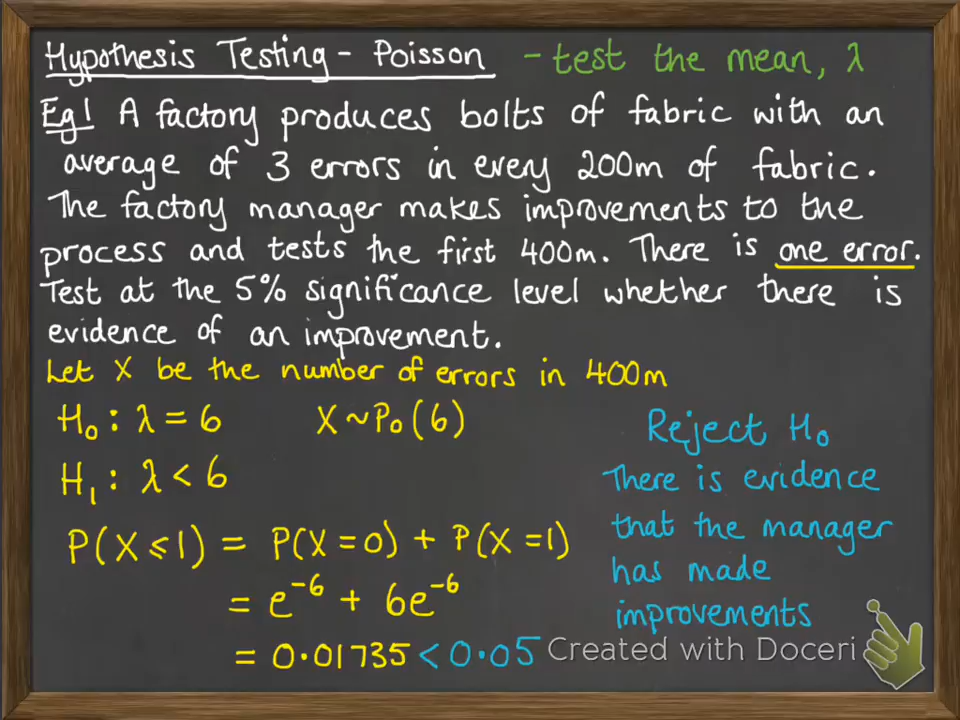 Hypothesis Testing - Poisson - test the mean, λ
Eg1 A factory produces bolts of fabric with an
average of 3 errors in every 200m of fabric.
The factory manager makes improvements to the
process and tests the first 400m. There is one error.
Test at the 5% significance level whether there is
evidence of an improvement.
Let X be the number of errors in 400m
H₀ : λ = 6 X ~ Po(6)
H₁ : λ < 6
P(X ≤ 1) = P(X = 0) + P(X = 1)
= e⁻⁶ + 6e⁻⁶
= 0.01735 < 0.05
Reject H₀
There is evidence
that the manager
has made
improvements
Created with Doceri